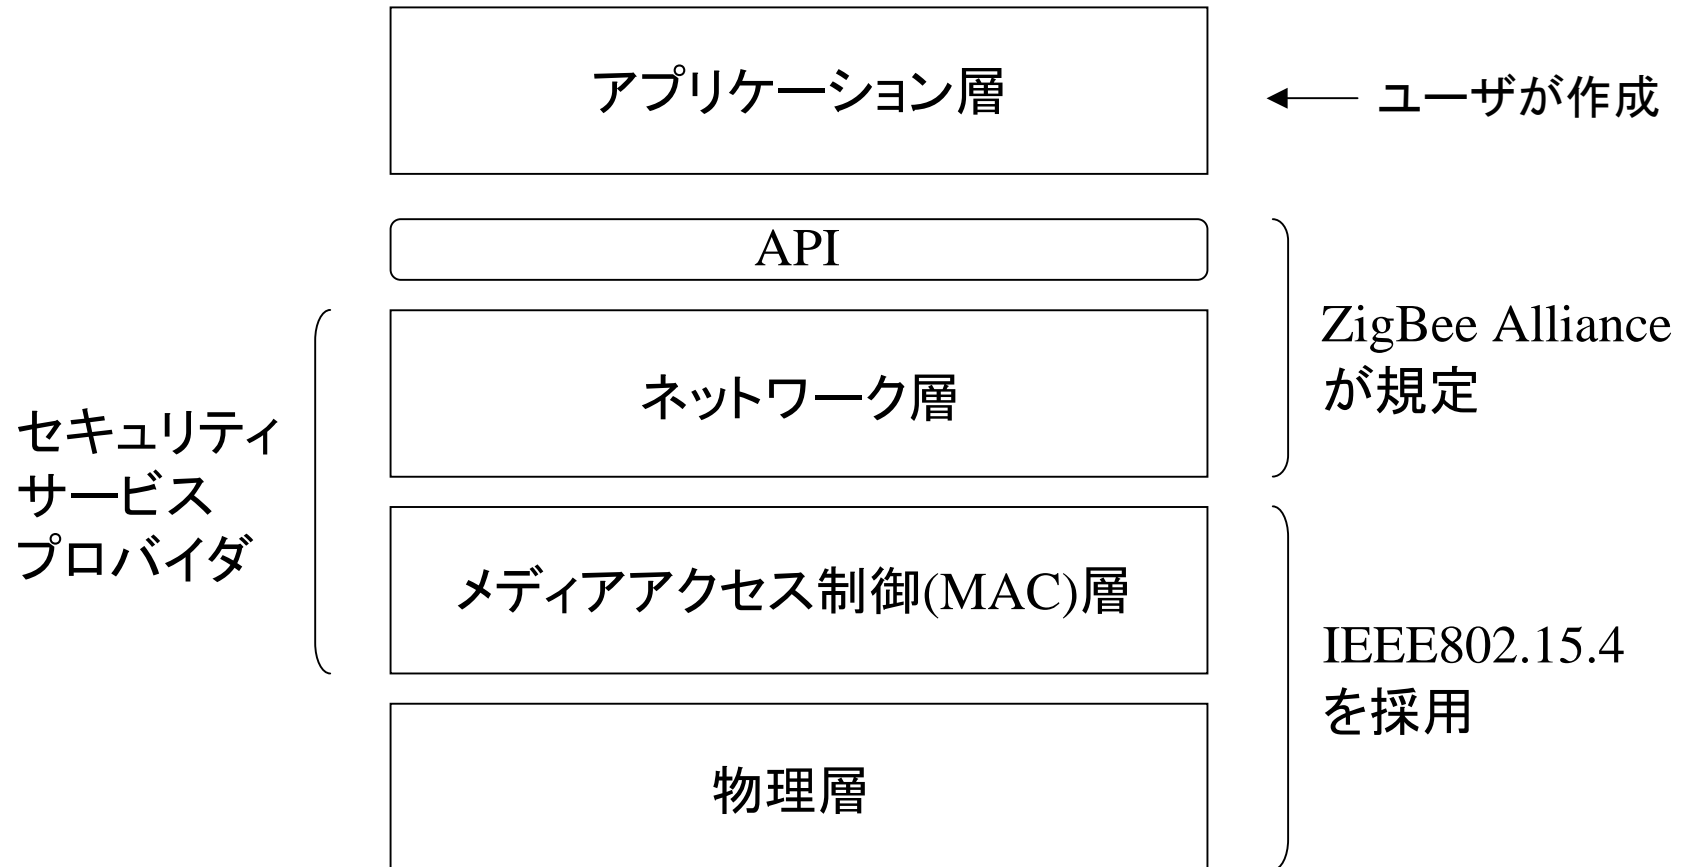 アプリケーション層
ユーザが作成
API
ZigBee Alliance
が規定
ネットワーク層
セキュリティ
サービス
プロバイダ
メディアアクセス制御(MAC)層
IEEE802.15.4
を採用
物理層